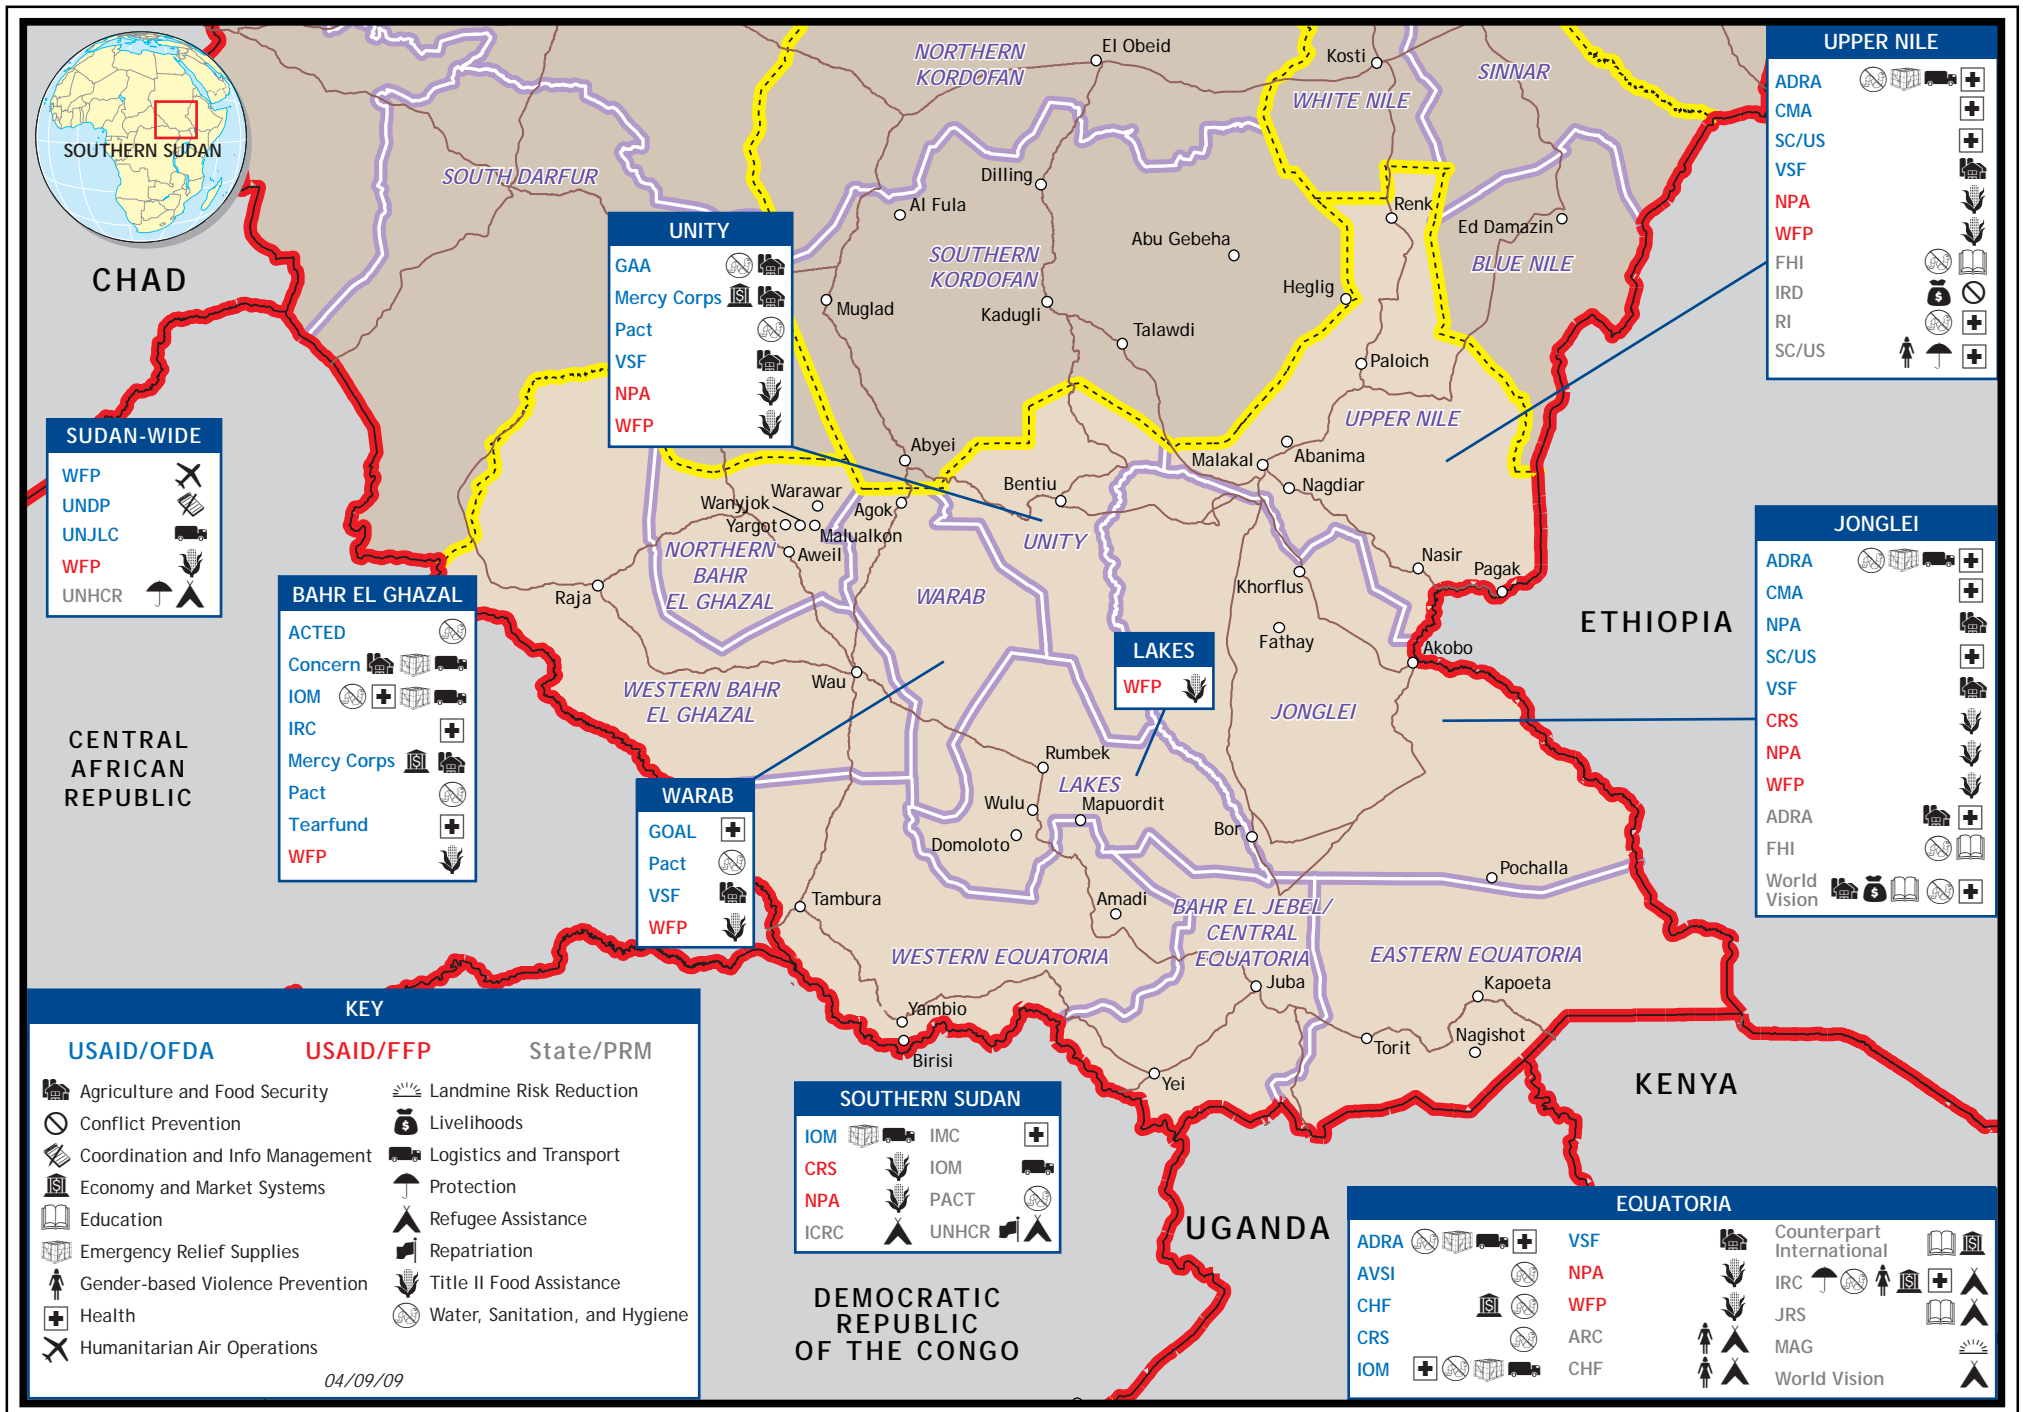 SOUTHERN SUDAN
NORTHERN
KORDOFAN
El Obeid
Kosti
WHITE NILE
SINNAR
SOUTH DARFUR
Dilling
Al Fula
SOUTHERN
KORDOFAN
Abu Gebeha
Renk
Ed Damazin
BLUE NILE
Heglig
Muglad
Kadugli
Talawdi
Paloich
UPPER NILE
CHAD
UPPER NILE
ADRA
CMA
SC/US
VSF
NPA
WFP
FHI
IRD
RI
SC/US
UNITY
GAA
Mercy Corps
Pact
VSF
NPA
WFP
SUDAN-WIDE
WFP
UNDP
UNJLC
WFP
UNHCR
Abyei
Bentiu
Malakal
Abanima
Nagdiar
Warawar
Wanyjok
Yargot
Malualkon
Agok
Aweil
NORTHERN
BAHR
EL GHAZAL
UNITY
WARAB
Raja
Nasir
Pagak
Khorflus
Fathay
Akobo
ETHIOPIA
JONGLEI
ADRA
CMA
NPA
SC/US
VSF
CRS
NPA
WFP
ADRA
FHI
World
Vision
BAHR EL GHAZAL
ACTED
Concern
IOM
IRC
Mercy Corps
Pact
Tearfund
WFP
LAKES
WFP
Wau
WESTERN BAHR
EL GHAZAL
JONGLEI
CENTRAL
AFRICAN
REPUBLIC
Rumbek
LAKES
Wulu
Mapuordit
Domoloto
Bor
Pochalla
WARAB
GOAL
Pact
VSF
WFP
Tambura
Amadi
BAHR EL JEBEL/
CENTRAL
EQUATORIA
WESTERN EQUATORIA
EASTERN EQUATORIA
Juba
Kapoeta
Yambio
Birisi
Torit
Nagishot
Yei
KENYA
UGANDA
DEMOCRATIC
REPUBLIC
OF THE CONGO
KEY
USAID/OFDA
USAID/FFP
State/PRM
Agriculture and Food Security
Conflict Prevention
Coordination and Info Management
Economy and Market Systems
Education
Emergency Relief Supplies
Gender-based Violence Prevention
Health
Humanitarian Air Operations
Landmine Risk Reduction
Livelihoods
Logistics and Transport
Protection
Refugee Assistance
Repatriation
Title II Food Assistance
Water, Sanitation, and Hygiene
04/09/09
SOUTHERN SUDAN
IOM
CRS
NPA
ICRC
IMC
IOM
PACT
UNHCR
EQUATORIA
ADRA
AVSI
CHF
CRS
IOM
VSF
NPA
WFP
ARC
CHF
Counterpart
International
IRC
JRS
MAG
World Vision